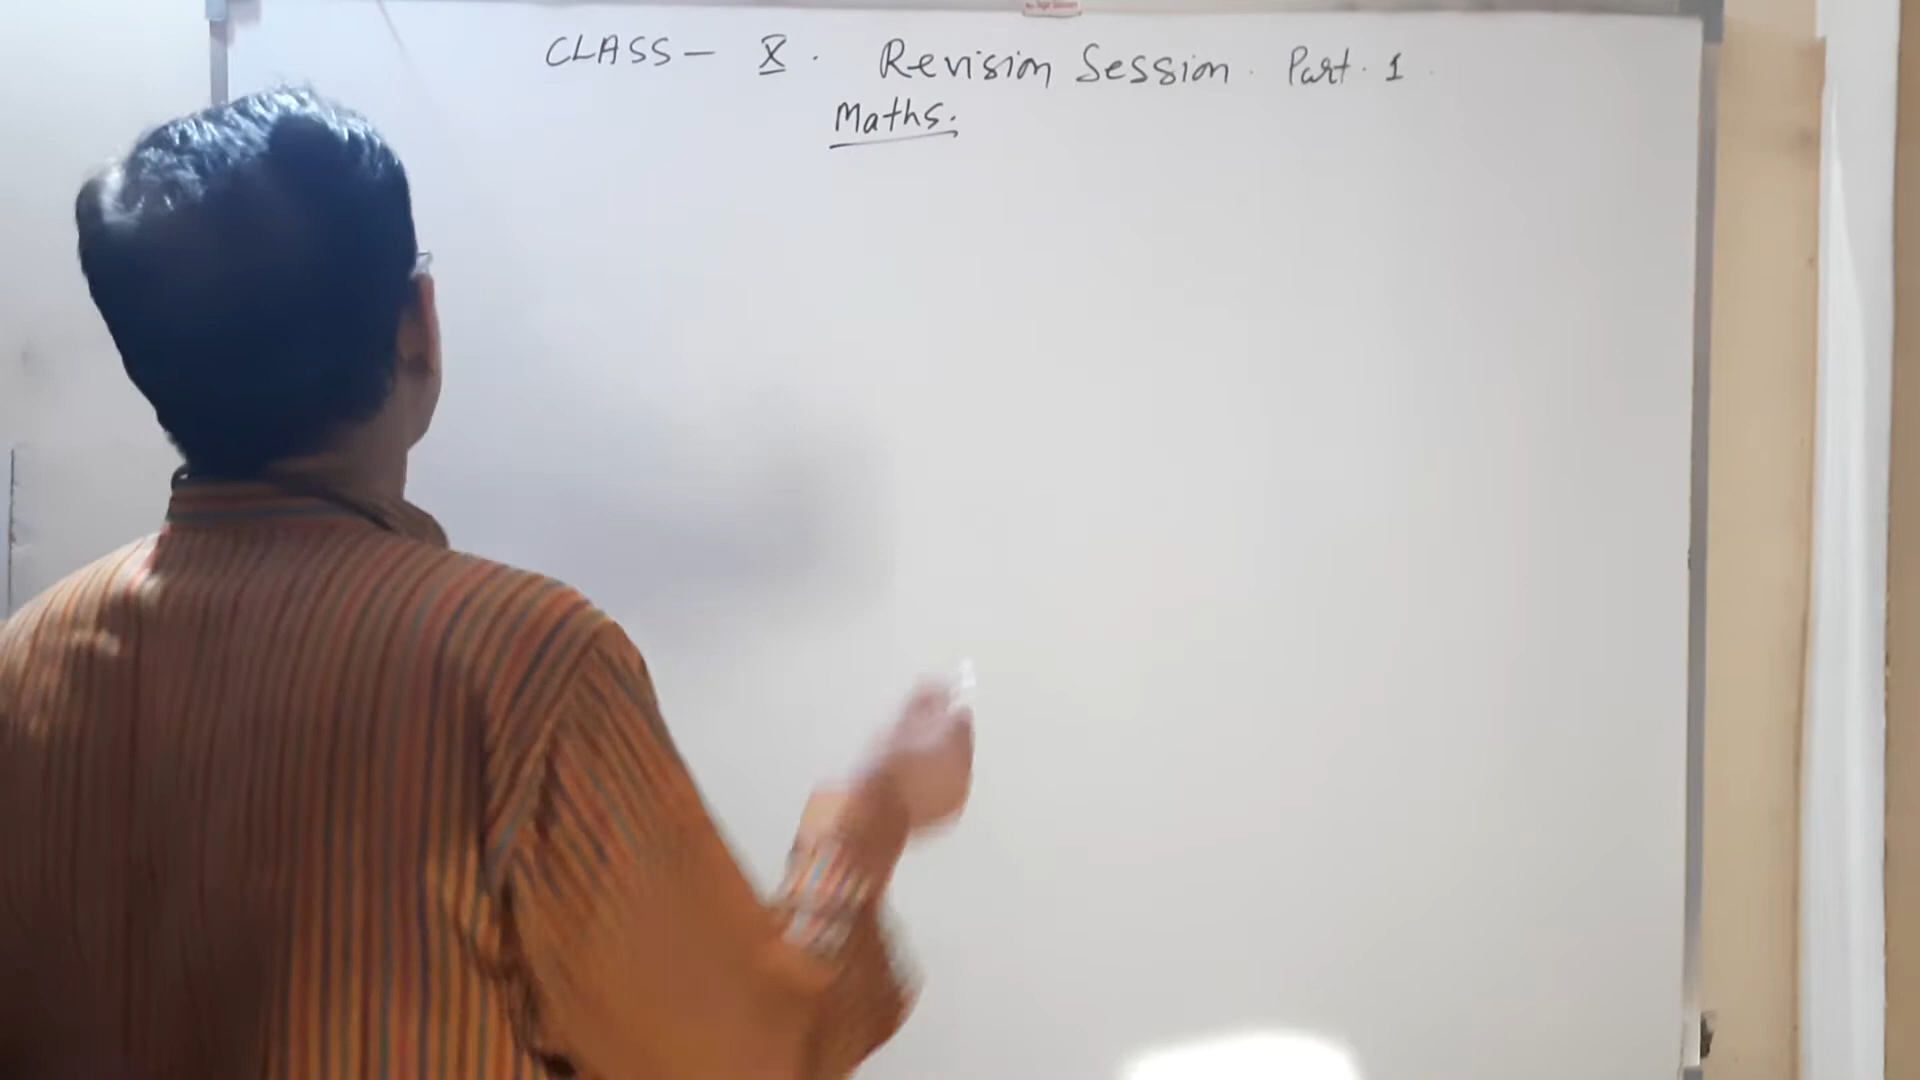 CLASS - X. Revision Session. Part. 1.
Maths.